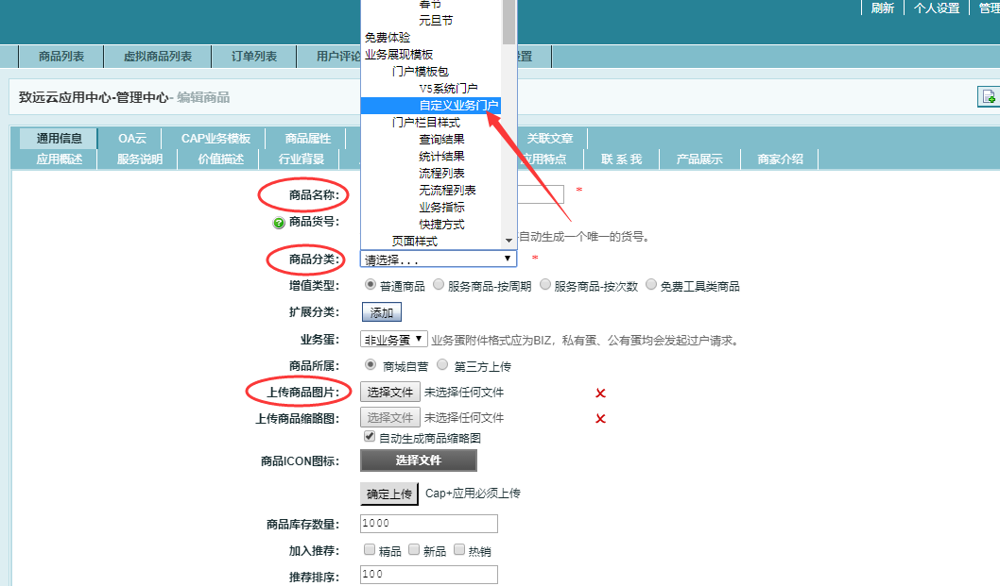 刷新 个人设置 管理
春节
元旦节
免费体验
业务展现模板
门户模板包
V5系统门户
自定义业务门户
门户栏目样式
查询结果
统计结果
流程列表
无流程列表
业务指标
快捷方式
页面样式
商品列表 虚拟商品列表 订单列表 用户评论 置
致远云应用中心-管理中心- 编辑商品
通用信息 OA云 CAP业务模板 商品属性 关联文章
应用概述 服务说明 价值描述 行业背景 应用特点 联系我 产品展示 商家介绍
商品名称: *
商品货号: 自动生成一个唯一的货号。
商品分类: 请选择... *
增值类型: 普通商品 服务商品-按周期 服务商品-按次数 免费工具类商品
扩展分类: 添加
业务蛋: 非业务蛋 业务蛋附件格式应为BIZ，私有蛋、公有蛋均会发起过户请求。
商品所属: 商城自营 第三方上传
上传商品图片: 选择文件 未选择任何文件
上传商品缩略图: 选择文件 未选择任何文件
自动生成商品缩略图
商品ICON图标: 选择文件
确定上传 Cap+应用必须上传
商品库存数量: 1000
加入推荐: 精品 新品 热销
推荐排序: 100